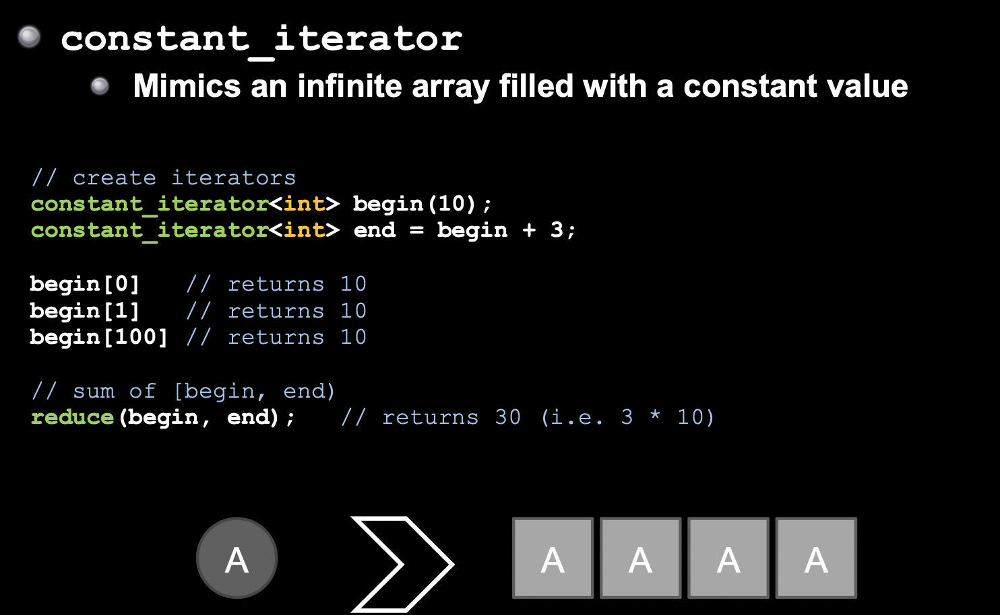 constant_iterator
Mimics an infinite array filled with a constant value
// create iterators
constant_iterator<int> begin(10);
constant_iterator<int> end = begin + 3;
begin[0]   // returns 10
begin[1]   // returns 10
begin[100] // returns 10
// sum of [begin, end)
reduce(begin, end);   // returns 30 (i.e. 3 * 10)
A A A A A